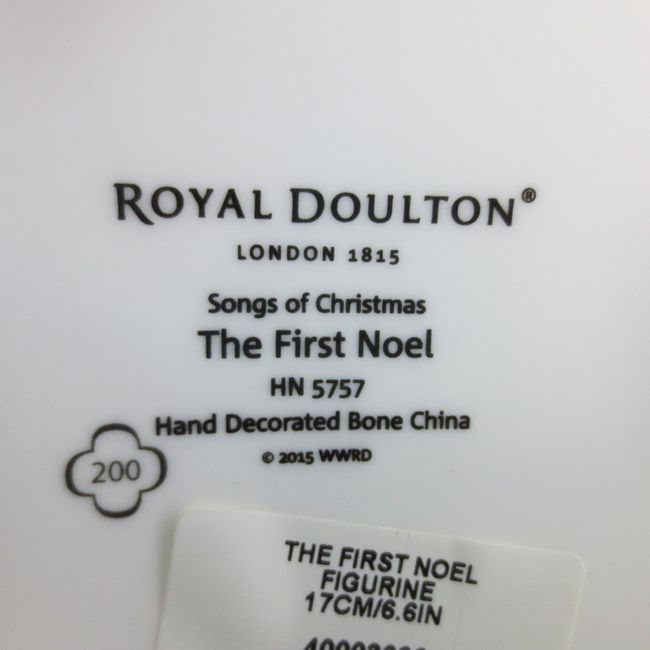 ROYAL DOULTON®
LONDON 1815
Songs of Christmas
The First Noel
HN 5757
Hand Decorated Bone China
© 2015 WWRD
200
THE FIRST NOEL
FIGURINE
17CM/6.6IN